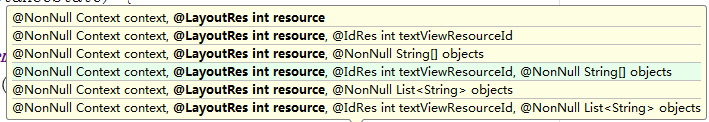 @NonNull Context context, @LayoutRes int resource
@NonNull Context context, @LayoutRes int resource, @IdRes int textViewResourceId
@NonNull Context context, @LayoutRes int resource, @NonNull String[] objects
@NonNull Context context, @LayoutRes int resource, @IdRes int textViewResourceId, @NonNull String[] objects
@NonNull Context context, @LayoutRes int resource, @NonNull List<String> objects
@NonNull Context context, @LayoutRes int resource, @IdRes int textViewResourceId, @NonNull List<String> objects